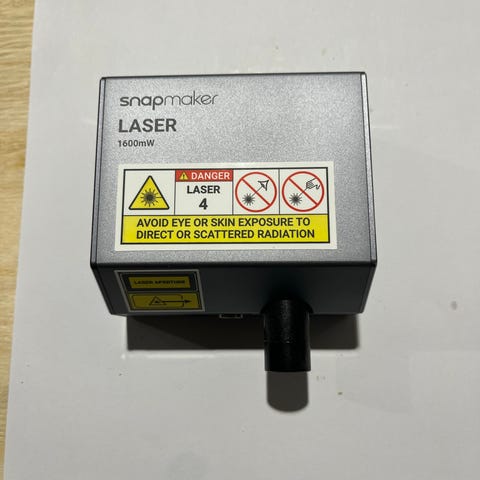 snapmaker
LASER
1600mW
DANGER
LASER
4
AVOID EYE OR SKIN EXPOSURE TO
DIRECT OR SCATTERED RADIATION
LASER APERTURE